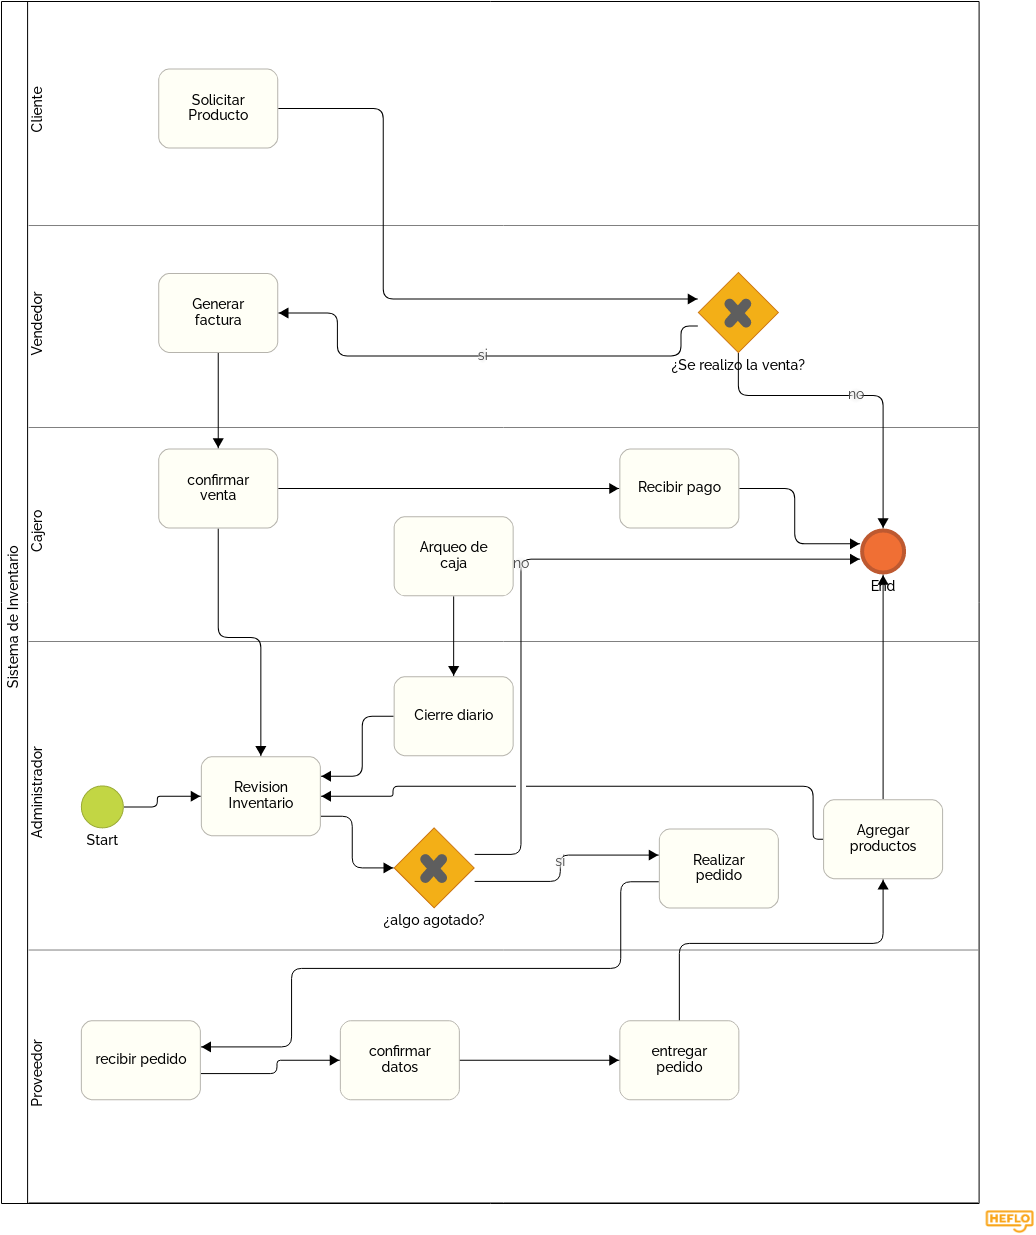 Sistema de Inventario
Cliente
Solicitar
Producto
Vendedor
Generar
factura
si
¿Se realizo la venta?
no
Cajero
confirmar
venta
Recibir pago
Arqueo de
caja
no
End
Administrador
Cierre diario
Revision
Inventario
Start
¿algo agotado?
si
Realizar
pedido
Agregar
productos
Proveedor
recibir pedido
confirmar
datos
entregar
pedido
HEFLO